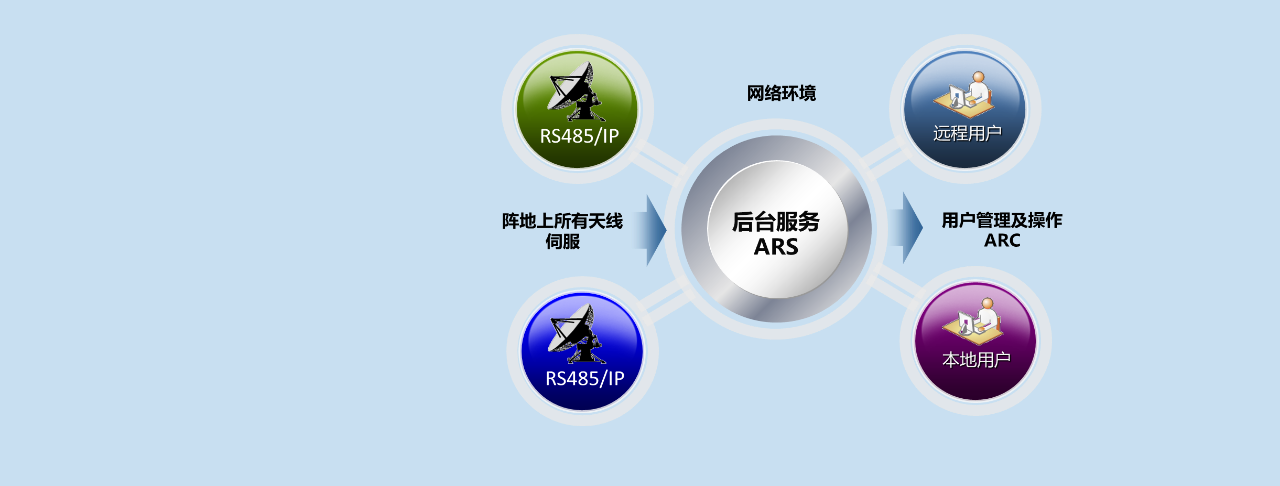 网络环境
RS485/IP
远程用户
阵地上所有天线
伺服
后台服务
ARS
用户管理及操作
ARC
RS485/IP
本地用户